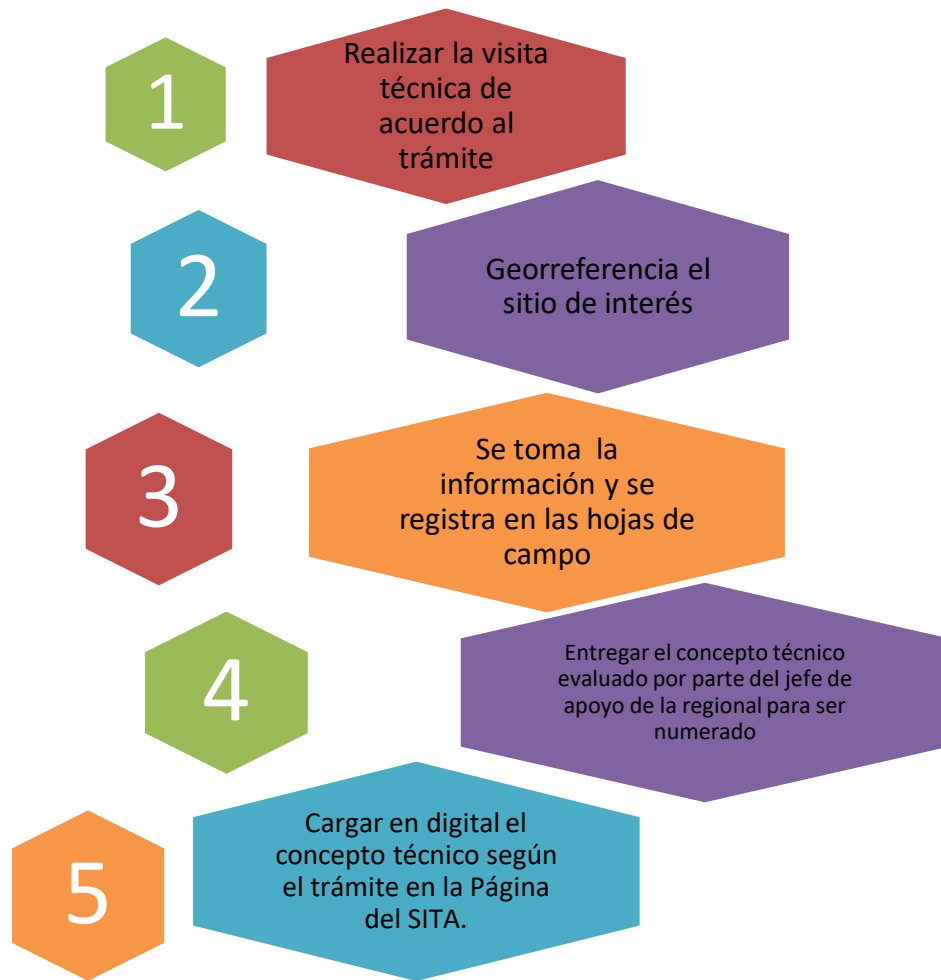 1
Realizar la visita
técnica de
acuerdo al
trámite
2
Georreferencia el
sitio de interés
3
Se toma la
información y se
registra en las hojas de
campo
4
Entregar el concepto técnico
evaluado por parte del jefe de
apoyo de la regional para ser
numerado
5
Cargar en digital el
concepto técnico según
el trámite en la Página
del SITA.